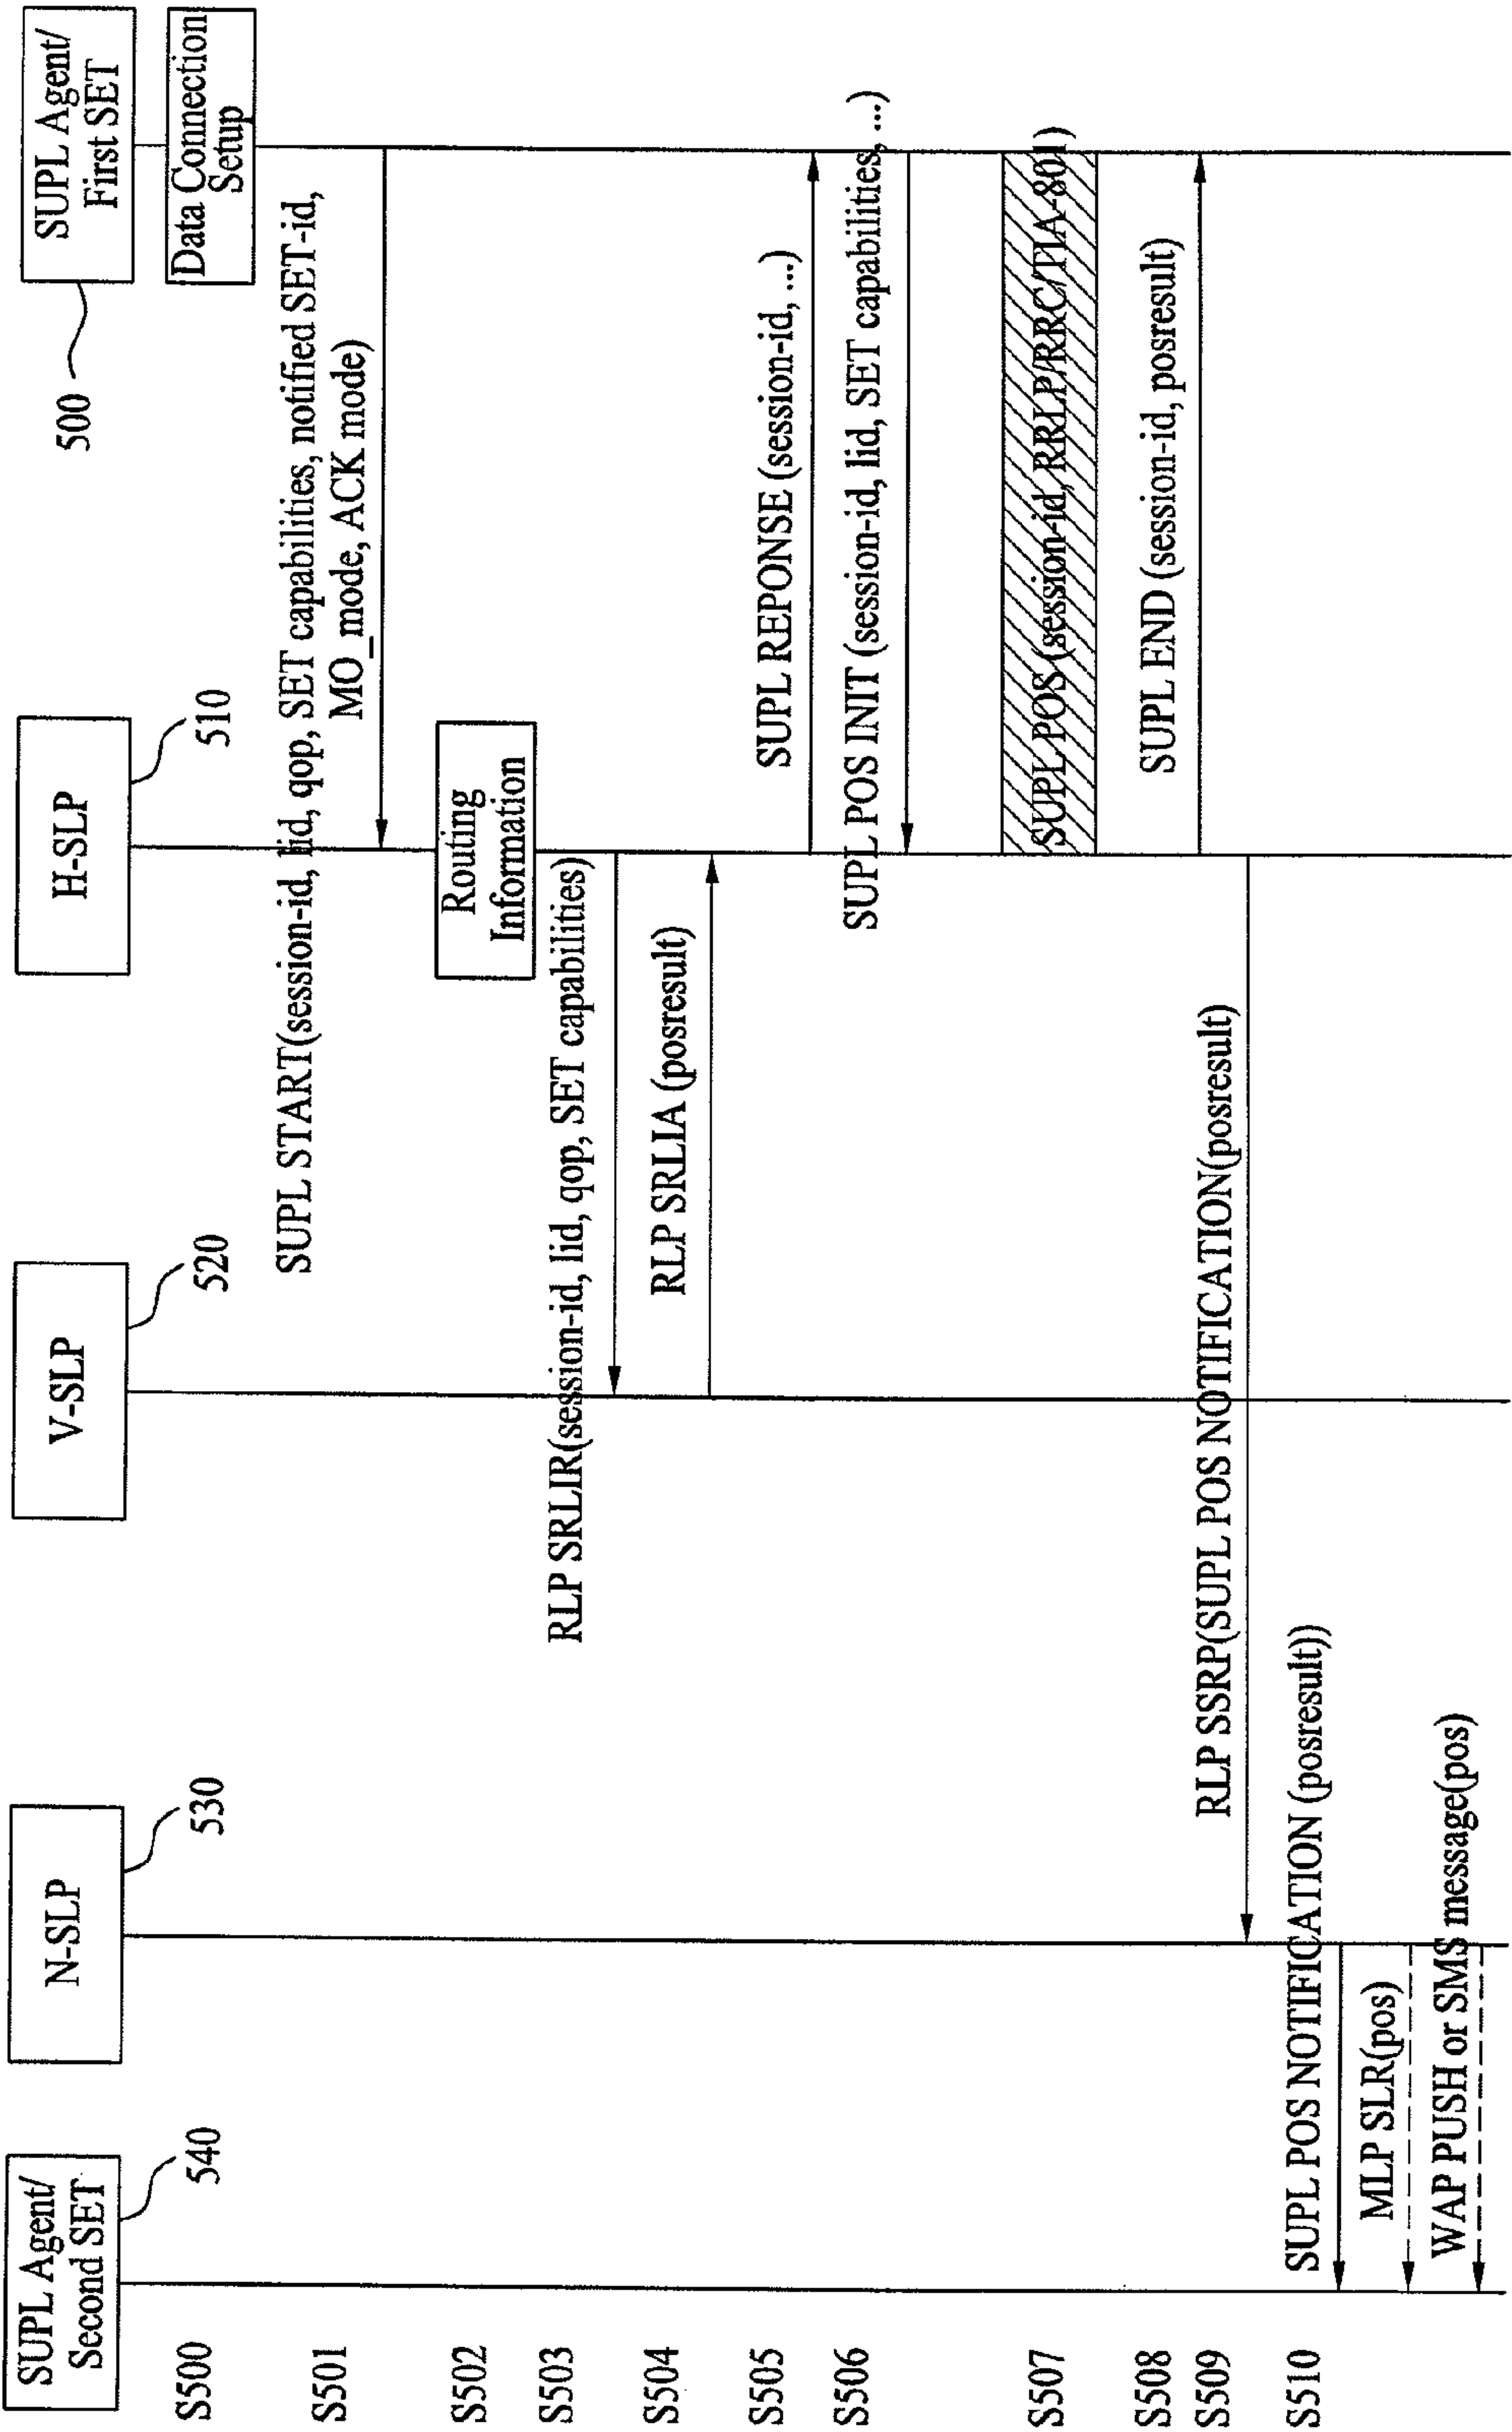 SUPL Agent/
Second SET
540
N-SLP
530
V-SLP
520
H-SLP
510
SUPL Agent/
First SET
500
S500
Data Connection
Setup
S501
SUPL START(session-id, lid, qop, SET capabilities, notified SET-id,
MO_mode, ACK mode)
S502
Routing
Information
S503
RLP SRLIR(session-id, lid, qop, SET capabilities)
S504
RLP SRLIA (posresult)
S505
SUPL REPONSE (session-id, ...)
S506
SUPL POS INIT (session-id, lid, SET capabilities, ...)
S507
SUPL POS (session-id, RRLP/RRC/TIA-801)
S508
SUPL END (session-id, posresult)
S509
RLP SSRP(SUPL POS NOTIFICATION(posresult)
S510
SUPL POS NOTIFICATION (posresult))
MLP SLR(pos)
WAP PUSH or SMS message(pos)